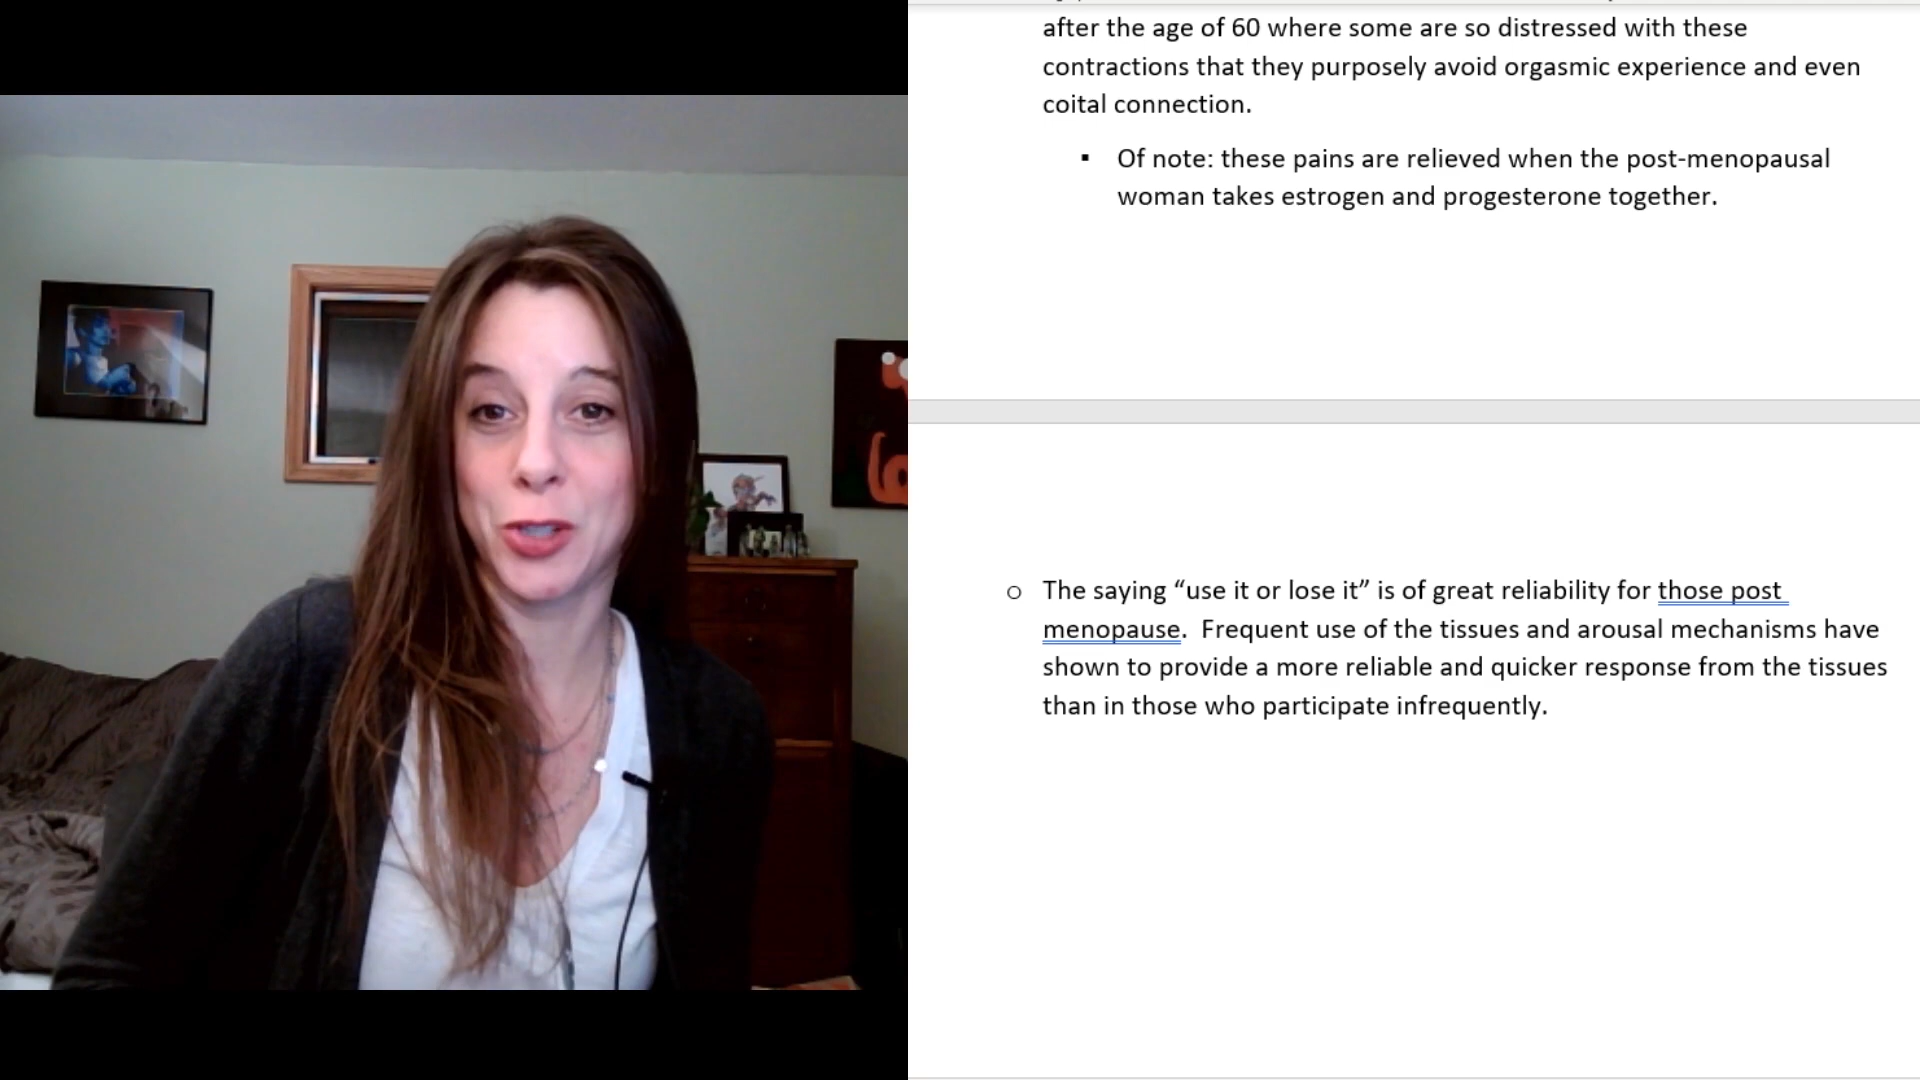 after the age of 60 where some are so distressed with these
contractions that they purposely avoid orgasmic experience and even
coital connection.
▪ Of note: these pains are relieved when the post-menopausal
woman takes estrogen and progesterone together.
○ The saying “use it or lose it” is of great reliability for those post
menopause.  Frequent use of the tissues and arousal mechanisms have
shown to provide a more reliable and quicker response from the tissues
than in those who participate infrequently.